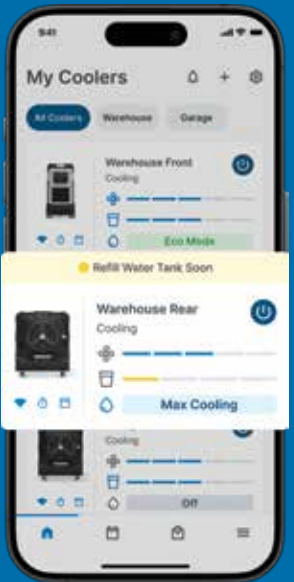 9:41
My Coolers
All Coolers Warehouse Garage
Warehouse Front
Cooling
Eco Mode
Refill Water Tank Soon
Warehouse Rear
Cooling
Max Cooling
Cooling
Off